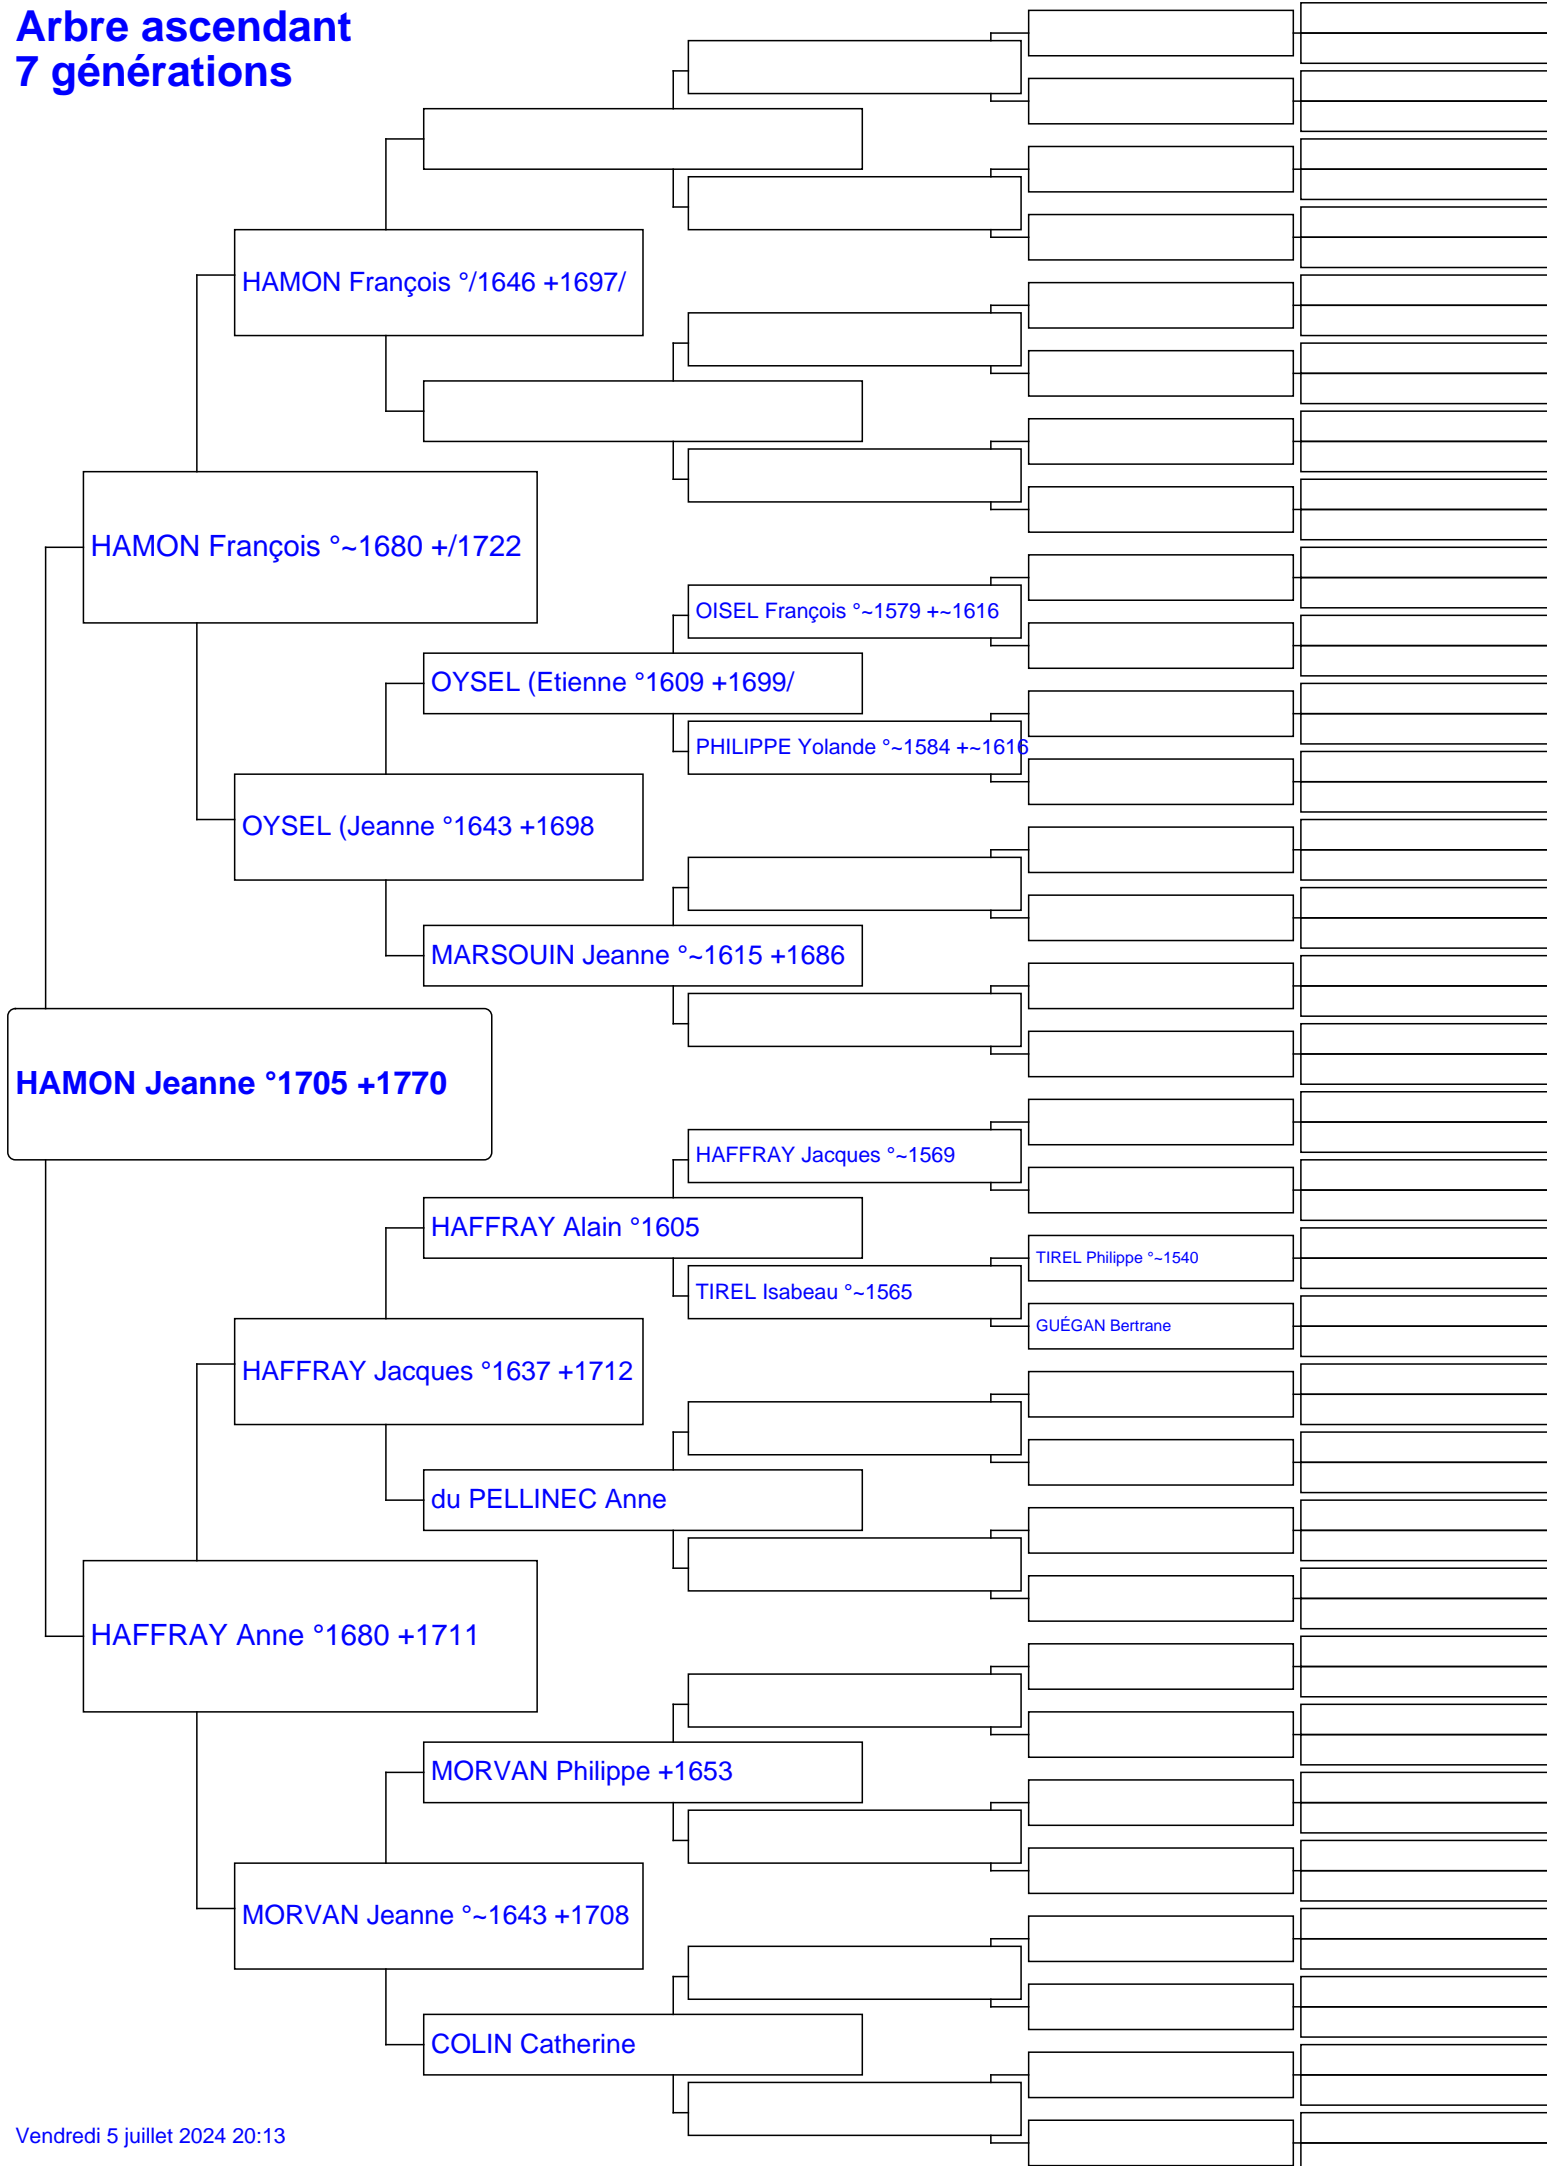 Arbre ascendant
7 générations
HAMON François °/1646 +1697/
HAMON François °~1680 +/1722
OISEL François °~1579 +~1616
OYSEL (Etienne °1609 +1699/
PHILIPPE Yolande °~1584 +~1616
OYSEL (Jeanne °1643 +1698
MARSOUIN Jeanne °~1615 +1686
HAMON Jeanne °1705 +1770
HAFFRAY Jacques °~1569
HAFFRAY Alain °1605
TIREL Philippe °~1540
TIREL Isabeau °~1565
GUÉGAN Bertrane
HAFFRAY Jacques °1637 +1712
du PELLINEC Anne
HAFFRAY Anne °1680 +1711
MORVAN Philippe +1653
MORVAN Jeanne °~1643 +1708
COLIN Catherine
Vendredi 5 juillet 2024 20:13